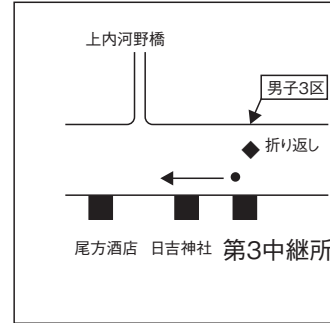 上内河野橋
男子3区
折り返し
尾方酒店
日吉神社
第3中継所